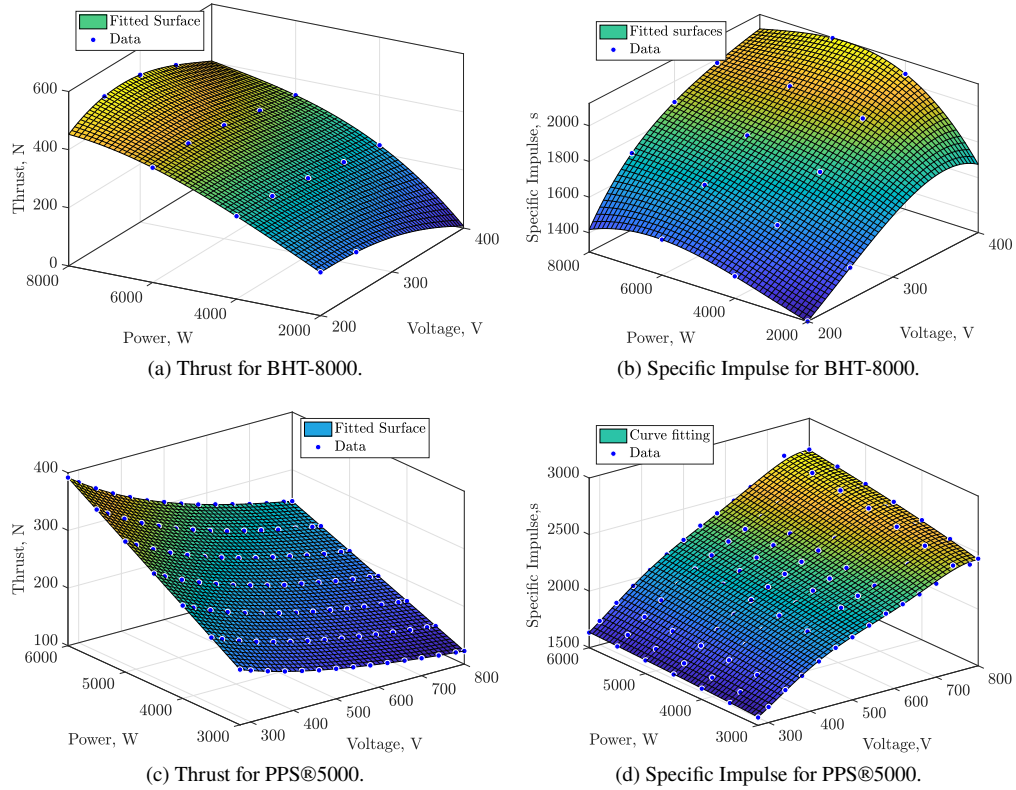 Fitted Surface
Data
600
400
200
0
Thrust, N
8000
6000
4000
2000
Power, W
200
300
400
Voltage, V
(a) Thrust for BHT-8000.
Fitted surfaces
Data
2000
1800
1600
1400
Specific Impulse, s
8000
6000
4000
2000
Power, W
200
300
400
Voltage, V
(b) Specific Impulse for BHT-8000.
Fitted Surface
Data
400
300
200
100
Thrust, N
6000
5000
4000
3000
Power, W
300
400
500
600
700
800
Voltage, V
(c) Thrust for PPS®5000.
Curve fitting
Data
3000
2500
2000
1500
Specific Impulse,s
6000
5000
4000
3000
Power, W
300
400
500
600
700
800
Voltage,V
(d) Specific Impulse for PPS®5000.